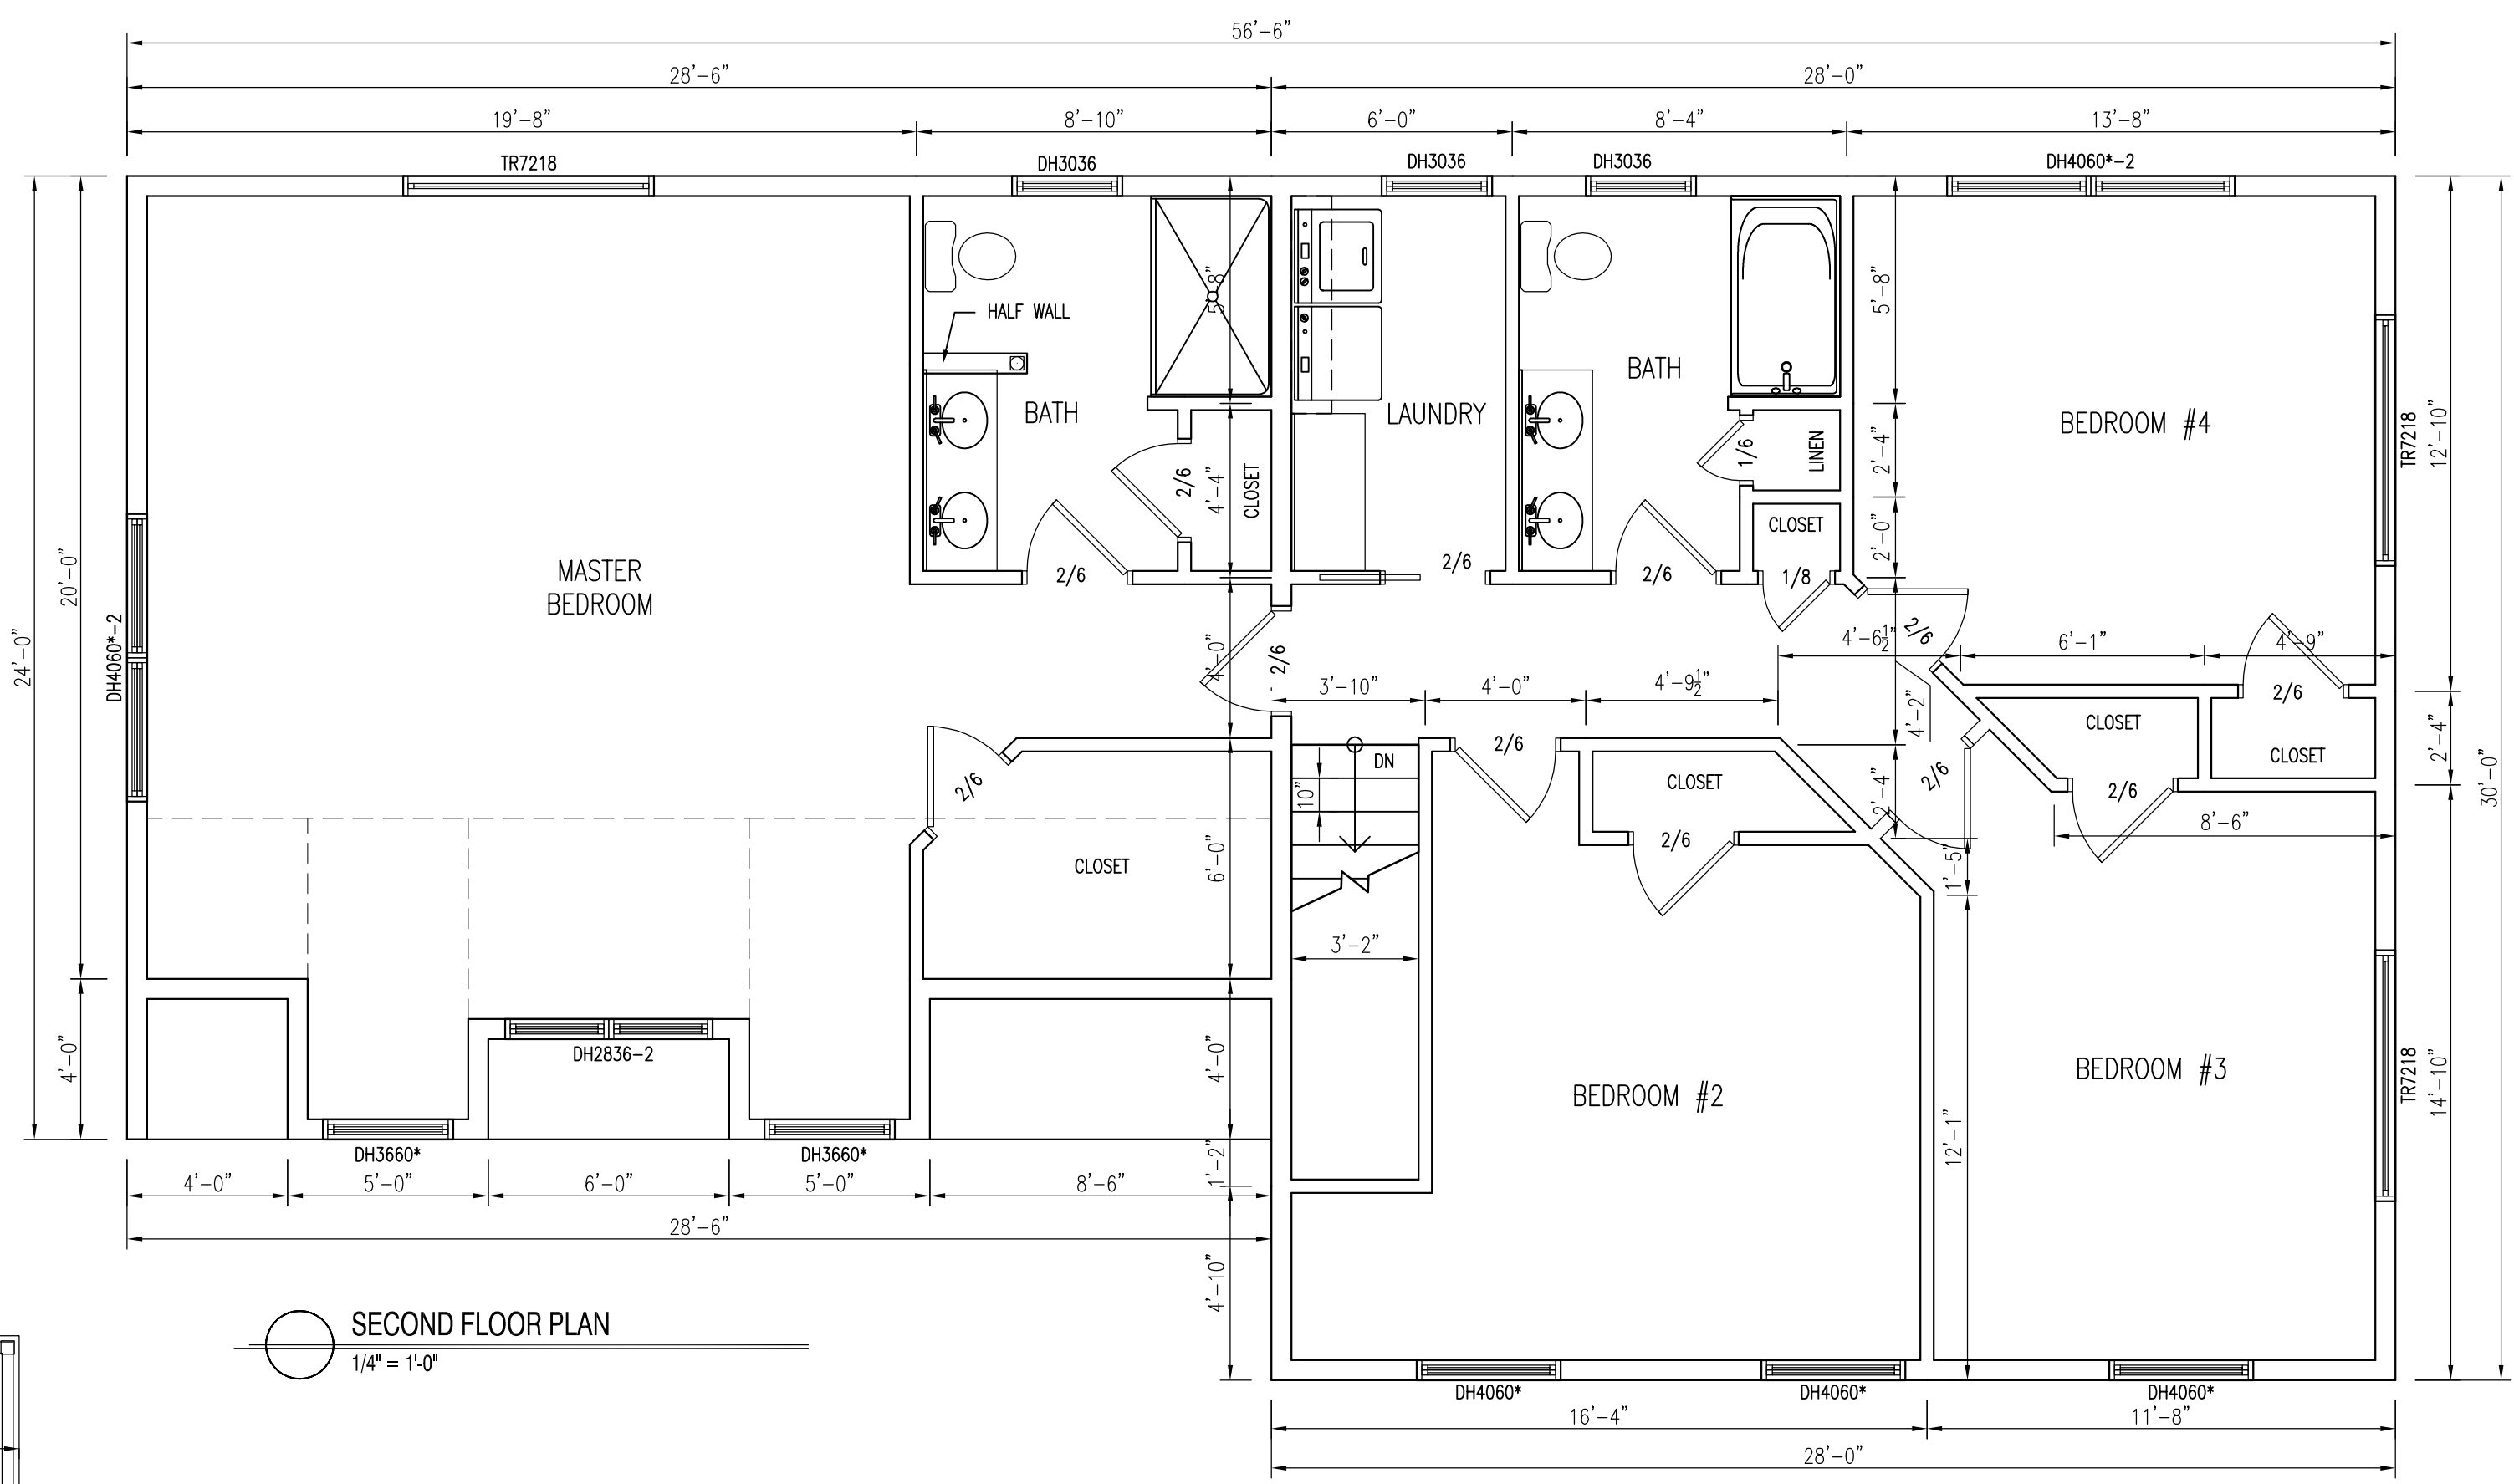 56'-6"
28'-6"
28'-0"
19'-8"
8'-10"
6'-0"
8'-4"
13'-8"
TR7218
DH3036
DH3036
DH3036
DH4060*-2
5'-8"
5'-8"
HALF WALL
BATH
LAUNDRY
BATH
BEDROOM #4
TR7218
12'-10"
2/6
4'-4"
CLOSET
1/6
LINEN
2'-4"
CLOSET
2'-0"
20'-0"
24'-0"
MASTER
BEDROOM
DH4060*-2
2/6
2/6
2/6
1/8
4'-0"
2/6
4'-6½"
2/6
6'-1"
4'-9"
3'-10"
4'-0"
4'-9½"
4'-2"
2/6
CLOSET
CLOSET
2'-4"
30'-0"
2/6
DN
2/6
10"
CLOSET
2'-4"
2/6
2/6
8'-6"
CLOSET
6'-0"
2/6
1'-5"
3'-2"
4'-0"
DH2836-2
4'-0"
BEDROOM #2
BEDROOM #3
TR7218
14'-10"
12'-1"
DH3660*
DH3660*
4'-0"
5'-0"
6'-0"
5'-0"
8'-6"
1'-2"
28'-6"
4'-10"
SECOND FLOOR PLAN
1/4" = 1'-0"
DH4060*
DH4060*
DH4060*
16'-4"
11'-8"
28'-0"